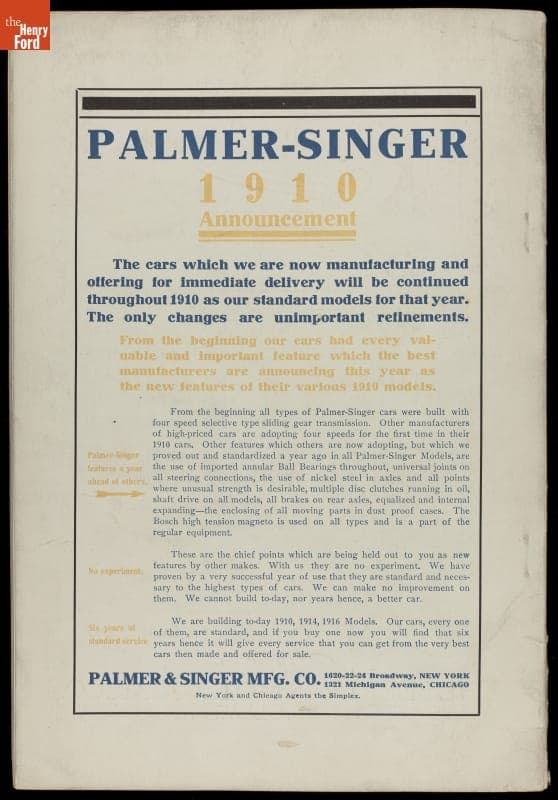 the
Henry
Ford
PALMER-SINGER
1910
Announcement
The cars which we are now manufacturing and
offering for immediate delivery will be continued
throughout 1910 as our standard models for that year.
The only changes are unimportant refinements.
From the beginning our cars had every val-
uable and important feature which the best
manufacturers are announcing this year as
the new features of their various 1910 models.
From the beginning all types of Palmer-Singer cars were built with
four speed selective type sliding gear transmission. Other manufacturers
of high-priced cars are adopting four speeds for the first time in their
1910 cars. Other features which others are now adopting, but which we
proved out and standardized a year ago in all Palmer-Singer Models, are
the use of imported annular Ball Bearings throughout, universal joints on
all steering connections, the use of nickel steel in axles and all points
where unusual strength is desirable, multiple disc clutches running in oil,
shaft drive on all models, all brakes on rear axles, equalized and internal
expanding—the enclosing of all moving parts in dust proof cases. The
Bosch high tension magneto is used on all types and is a part of the
regular equipment.
Palmer-Singer
features a year
ahead of others.
These are the chief points which are being held out to you as new
features by other makes. With us they are no experiment. We have
proven by a very successful year of use that they are standard and neces-
sary to the highest types of cars. We can make no improvement on
them. We cannot build to-day, nor years hence, a better car.
No experiment.
We are building to-day 1910, 1914, 1916 Models. Our cars, every one
of them, are standard, and if you buy one now you will find that six
years hence it will give every service that you can get from the very best
cars then made and offered for sale.
Six years of
standard service
PALMER & SINGER MFG. CO. 1620-22-24 Broadway, NEW YORK
1321 Michigan Avenue, CHICAGO
New York and Chicago Agents the Simplex.